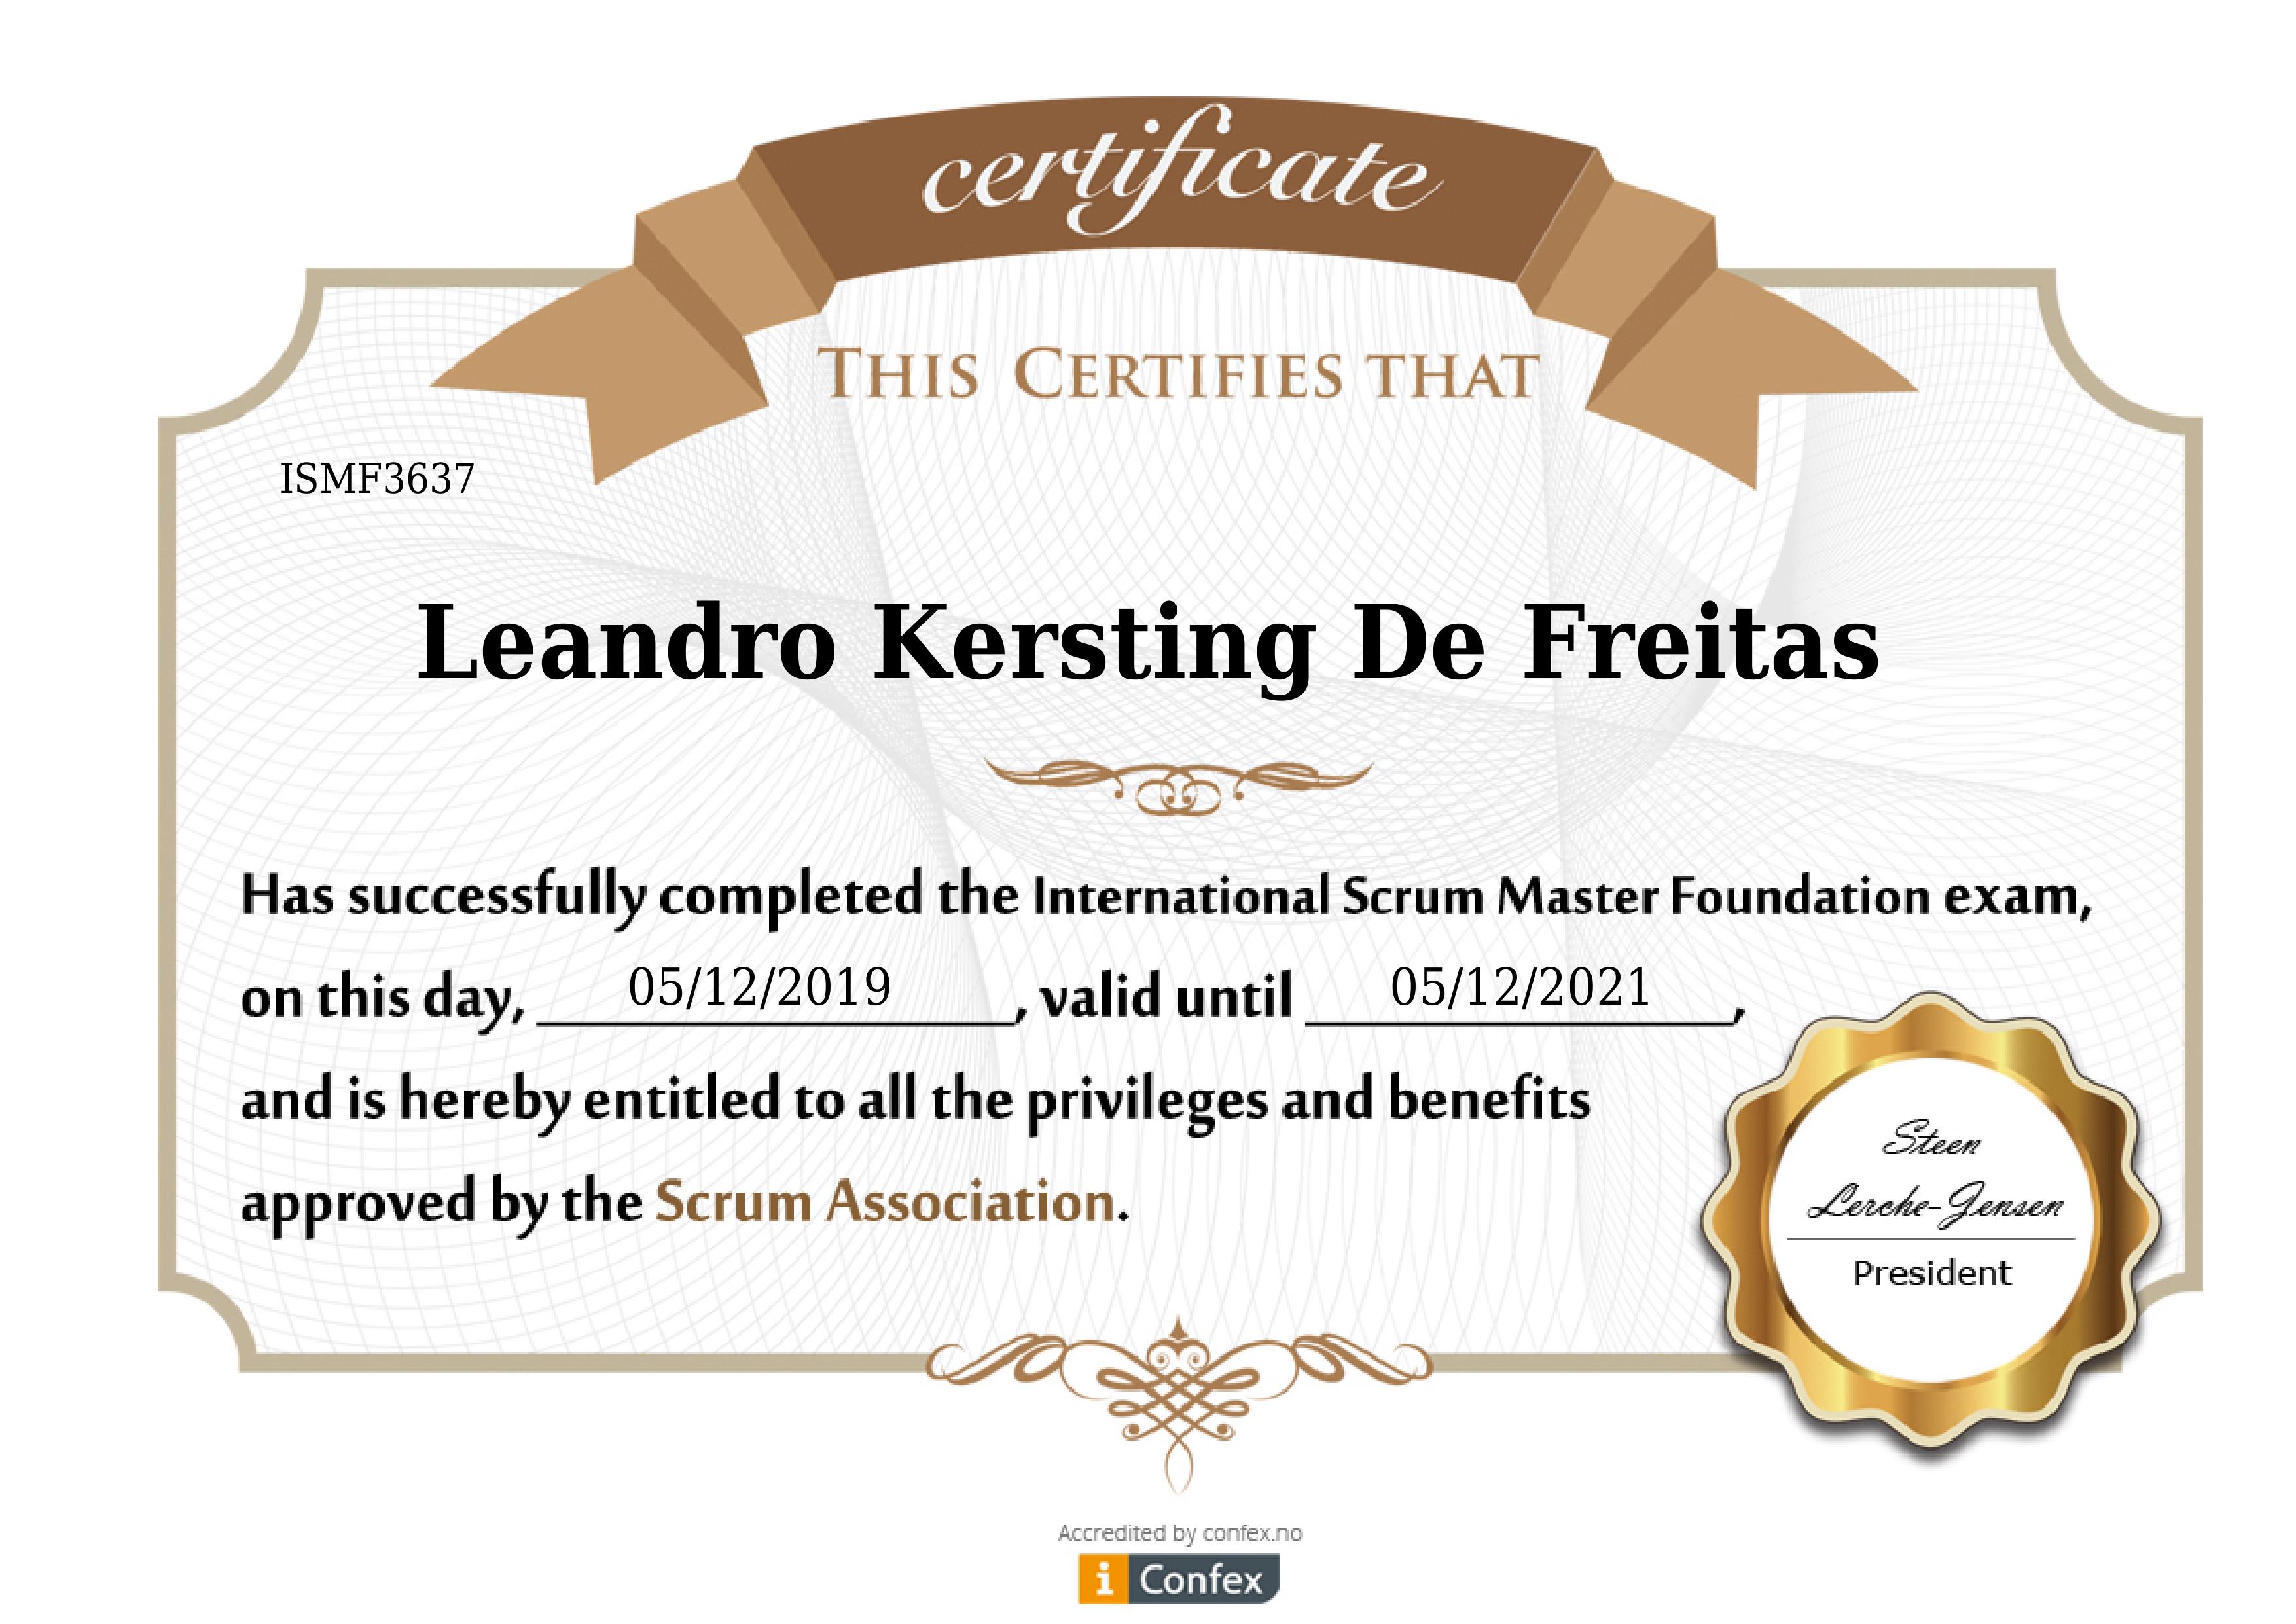 certificate
THIS CERTIFIES THAT
ISMF3637
Leandro Kersting De Freitas
Has successfully completed the International Scrum Master Foundation exam,
on this day, 05/12/2019, valid until 05/12/2021,
and is hereby entitled to all the privileges and benefits
approved by the Scrum Association.
Steen
Lerche-Jensen
President
Accredited by confex.no
i Confex